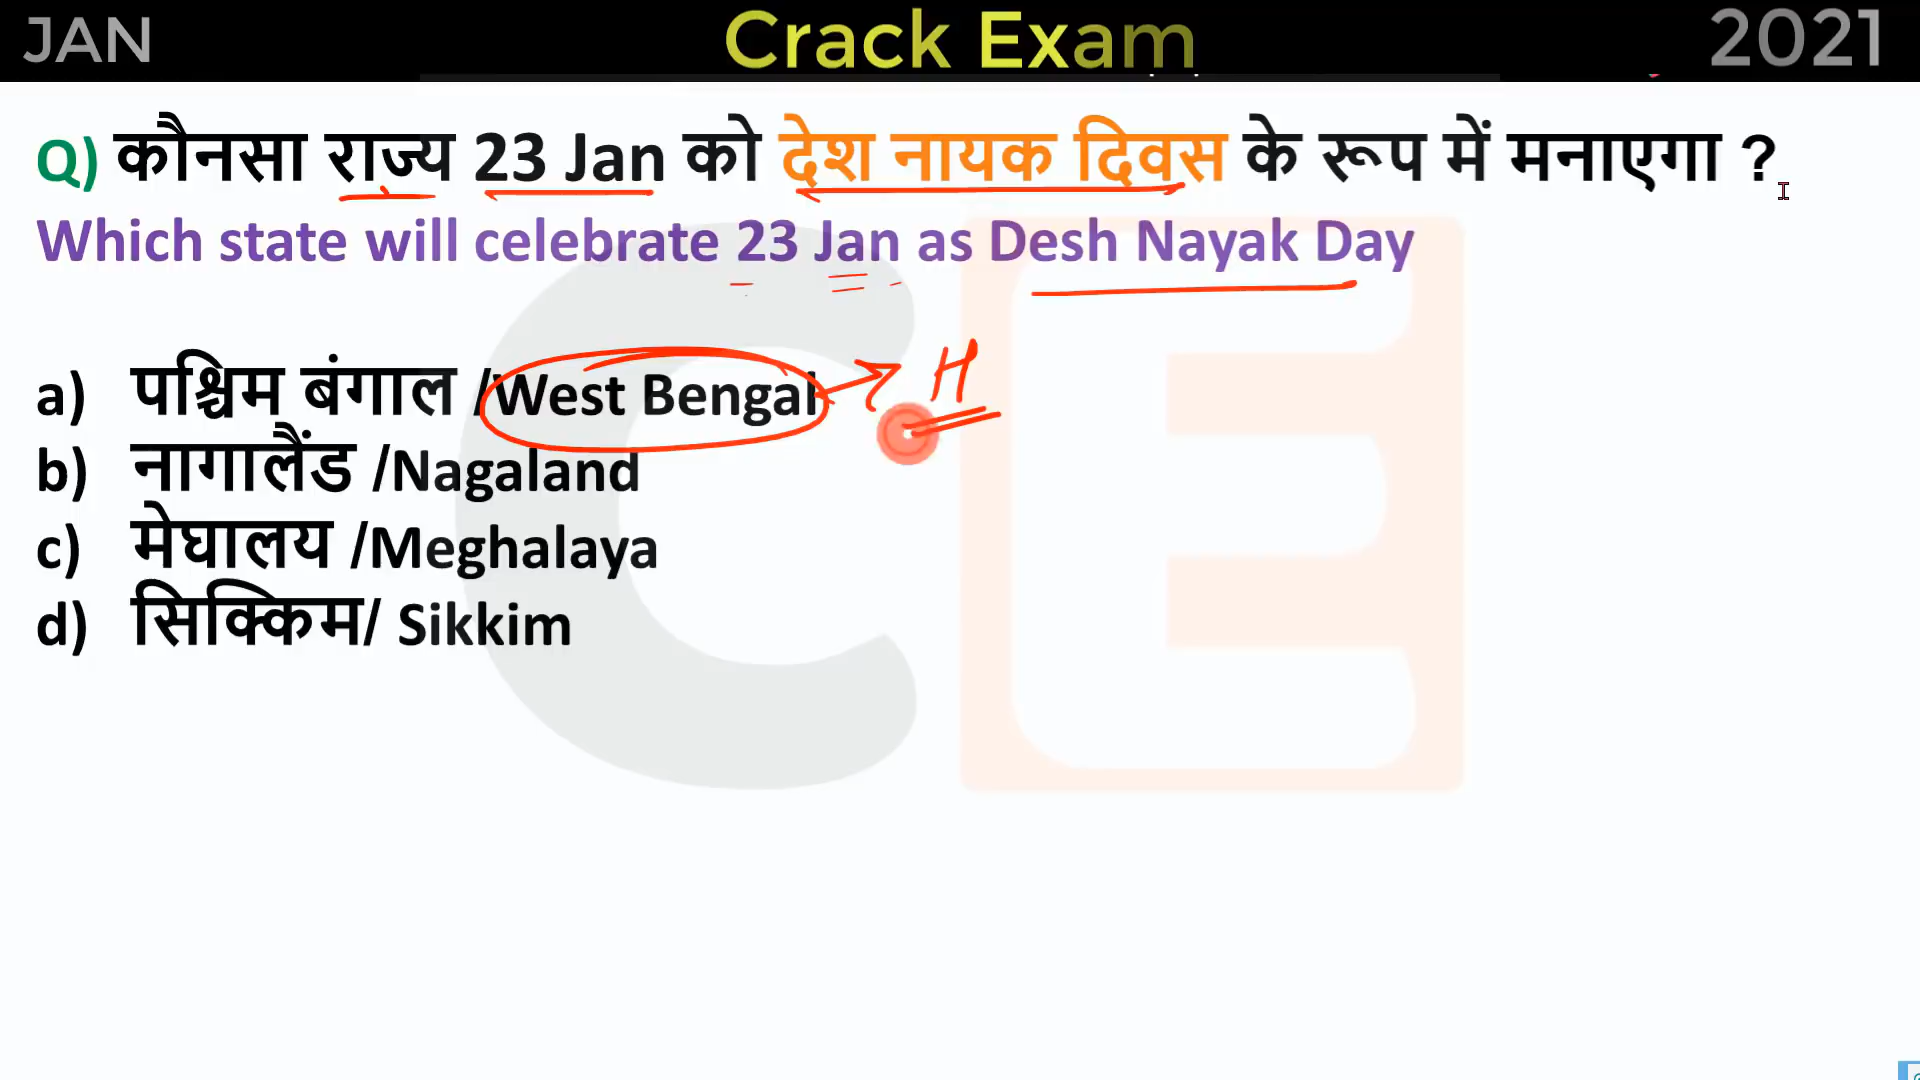 JAN Crack Exam 2021
Q) कौनसा राज्य 23 Jan को देश नायक दिवस के रूप में मनाएगा ?
Which state will celebrate 23 Jan as Desh Nayak Day
a) पश्चिम बंगाल /West Bengal H
b) नागालैंड /Nagaland
c) मेघालय /Meghalaya
d) सिक्किम/ Sikkim
CE